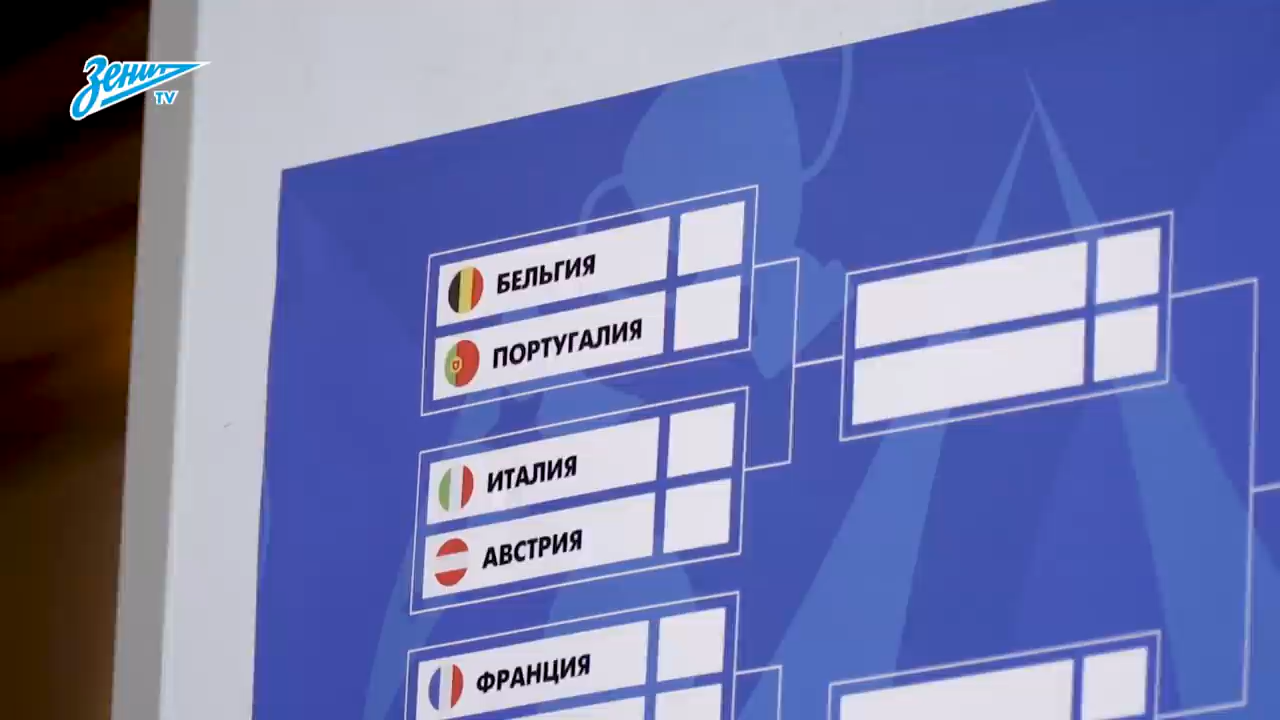 Зенит
TV
БЕЛЬГИЯ
ПОРТУГАЛИЯ
ИТАЛИЯ
АВСТРИЯ
ФРАНЦИЯ